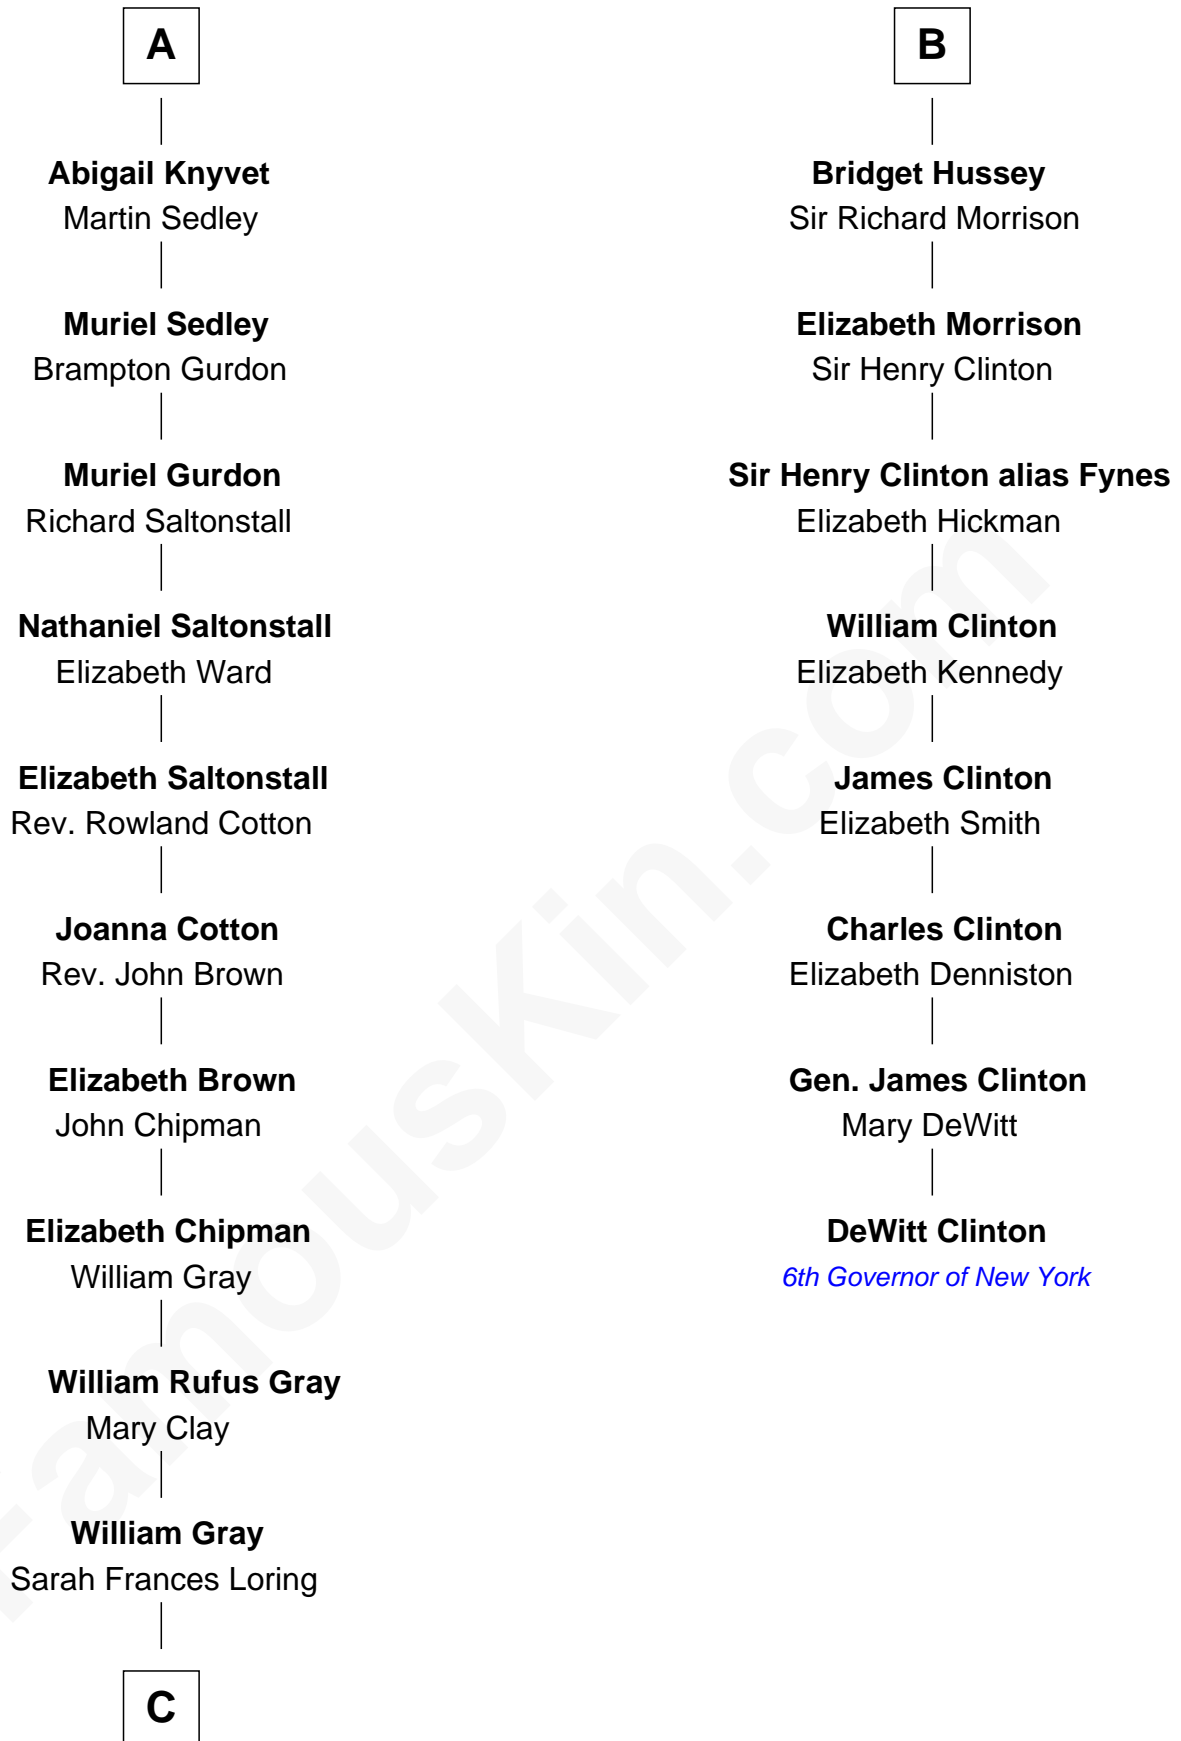 A
Abigail Knyvet
Martin Sedley
Muriel Sedley
Brampton Gurdon
Muriel Gurdon
Richard Saltonstall
Nathaniel Saltonstall
Elizabeth Ward
Elizabeth Saltonstall
Rev. Rowland Cotton
Joanna Cotton
Rev. John Brown
Elizabeth Brown
John Chipman
Elizabeth Chipman
William Gray
William Rufus Gray
Mary Clay
William Gray
Sarah Frances Loring
C
B
Bridget Hussey
Sir Richard Morrison
Elizabeth Morrison
Sir Henry Clinton
Sir Henry Clinton alias Fynes
Elizabeth Hickman
William Clinton
Elizabeth Kennedy
James Clinton
Elizabeth Smith
Charles Clinton
Elizabeth Denniston
Gen. James Clinton
Mary DeWitt
DeWitt Clinton
6th Governor of New York
FamousKin.com